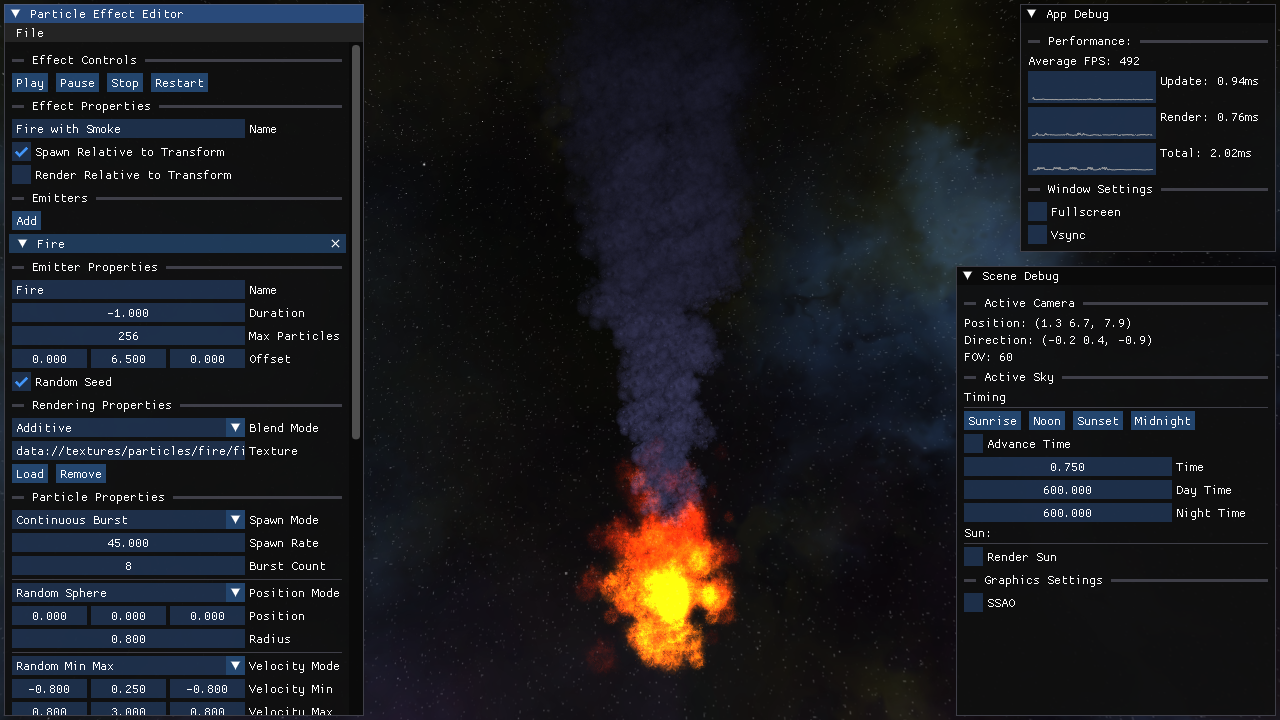 Particle Effect Editor
File
Effect Controls
Play Pause Stop Restart
Effect Properties
Fire with Smoke Name
Spawn Relative to Transform
Render Relative to Transform
Emitters
Add
Fire
Emitter Properties
Fire Name
-1.000 Duration
256 Max Particles
0.000 6.500 0.000 Offset
Random Seed
Rendering Properties
Additive Blend Mode
data://textures/particles/fire/fi Texture
Load Remove
Particle Properties
Continuous Burst Spawn Mode
45.000 Spawn Rate
8 Burst Count
Random Sphere Position Mode
0.000 0.000 0.000 Position
0.800 Radius
Random Min Max Velocity Mode
-0.800 0.250 -0.800 Velocity Min
0.800 3.000 0.800 Velocity Max
App Debug
Performance:
Average FPS: 492
Update: 0.94ms
Render: 0.76ms
Total: 2.02ms
Window Settings
Fullscreen
Vsync
Scene Debug
Active Camera
Position: (1.3 6.7, 7.9)
Direction: (-0.2 0.4, -0.9)
FOV: 60
Active Sky
Timing
Sunrise Noon Sunset Midnight
Advance Time
0.750 Time
600.000 Day Time
600.000 Night Time
Sun:
Render Sun
Graphics Settings
SSAO